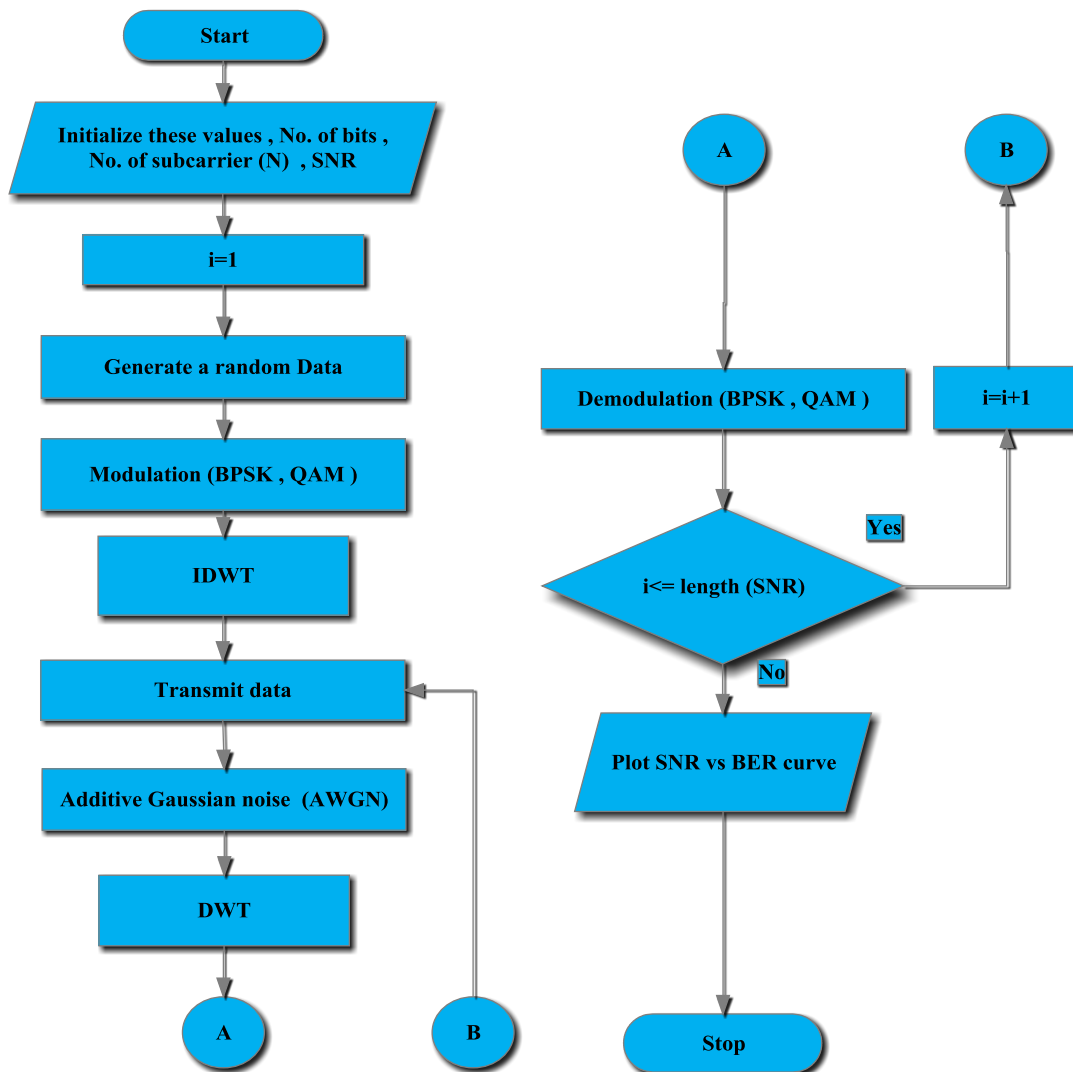 Start
Initialize these values , No. of bits ,
No. of subcarrier (N)  , SNR
i=1
Generate a random Data
Modulation (BPSK , QAM )
IDWT
Transmit data
Additive Gaussian noise  (AWGN)
DWT
A
B
A
B
Demodulation (BPSK , QAM )
i=i+1
Yes
i<= length (SNR)
No
Plot SNR vs BER curve
Stop